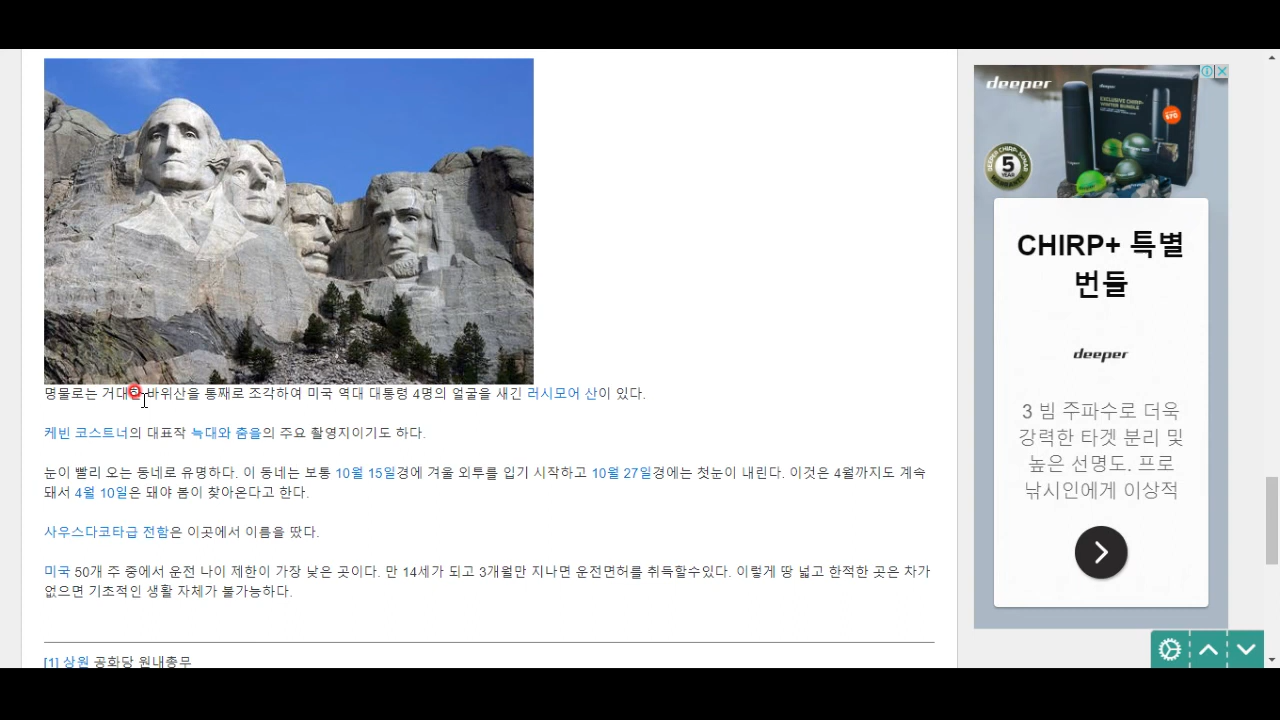 명물로는 거대한 바위산을 통째로 조각하여 미국 역대 대통령 4명의 얼굴을 새긴 러시모어 산이 있다.
케빈 코스트너의 대표작 늑대와 춤을의 주요 촬영지이기도 하다.
눈이 빨리 오는 동네로 유명하다. 이 동네는 보통 10월 15일경에 겨울 외투를 입기 시작하고 10월 27일경에는 첫눈이 내린다. 이것은 4월까지도 계속
돼서 4월 10일은 돼야 봄이 찾아온다고 한다.
사우스다코타급 전함은 이곳에서 이름을 땄다.
미국 50개 주 중에서 운전 나이 제한이 가장 낮은 곳이다. 만 14세가 되고 3개월만 지나면 운전면허를 취득할수있다. 이렇게 땅 넓고 한적한 곳은 차가
없으면 기초적인 생활 자체가 불가능하다.
[1] 상원 공화당 원내총무
deeper
deeper
EXCLUSIVE CHIRP+
WINTER BUNDLE
$70
5
YEAR
CHIRP+ 특별
번들
deeper
3 빔 주파수로 더욱
강력한 타겟 분리 및
높은 선명도. 프로
낚시인에게 이상적